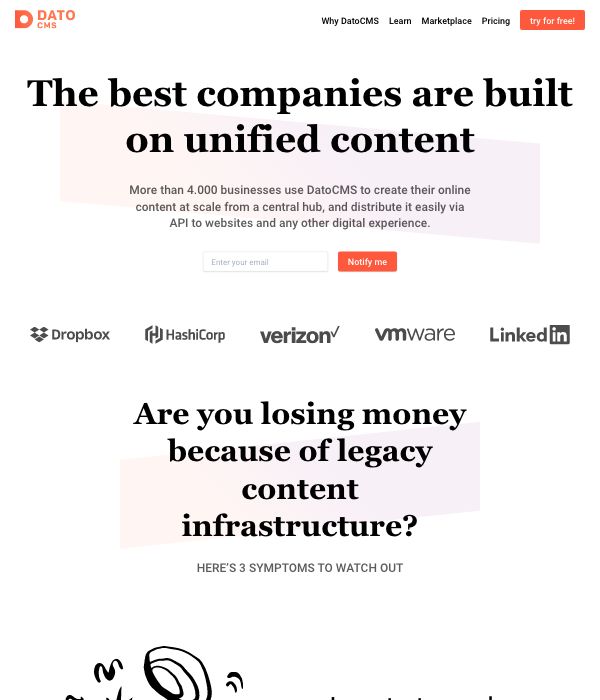 DATO
CMS
Why DatoCMS Learn Marketplace Pricing try for free!
The best companies are built
on unified content
More than 4.000 businesses use DatoCMS to create their online
content at scale from a central hub, and distribute it easily via
API to websites and any other digital experience.
Enter your email Notify me
Dropbox HashiCorp verizon✓ vmware Linked in
Are you losing money
because of legacy
content
infrastructure?
HERE'S 3 SYMPTOMS TO WATCH OUT